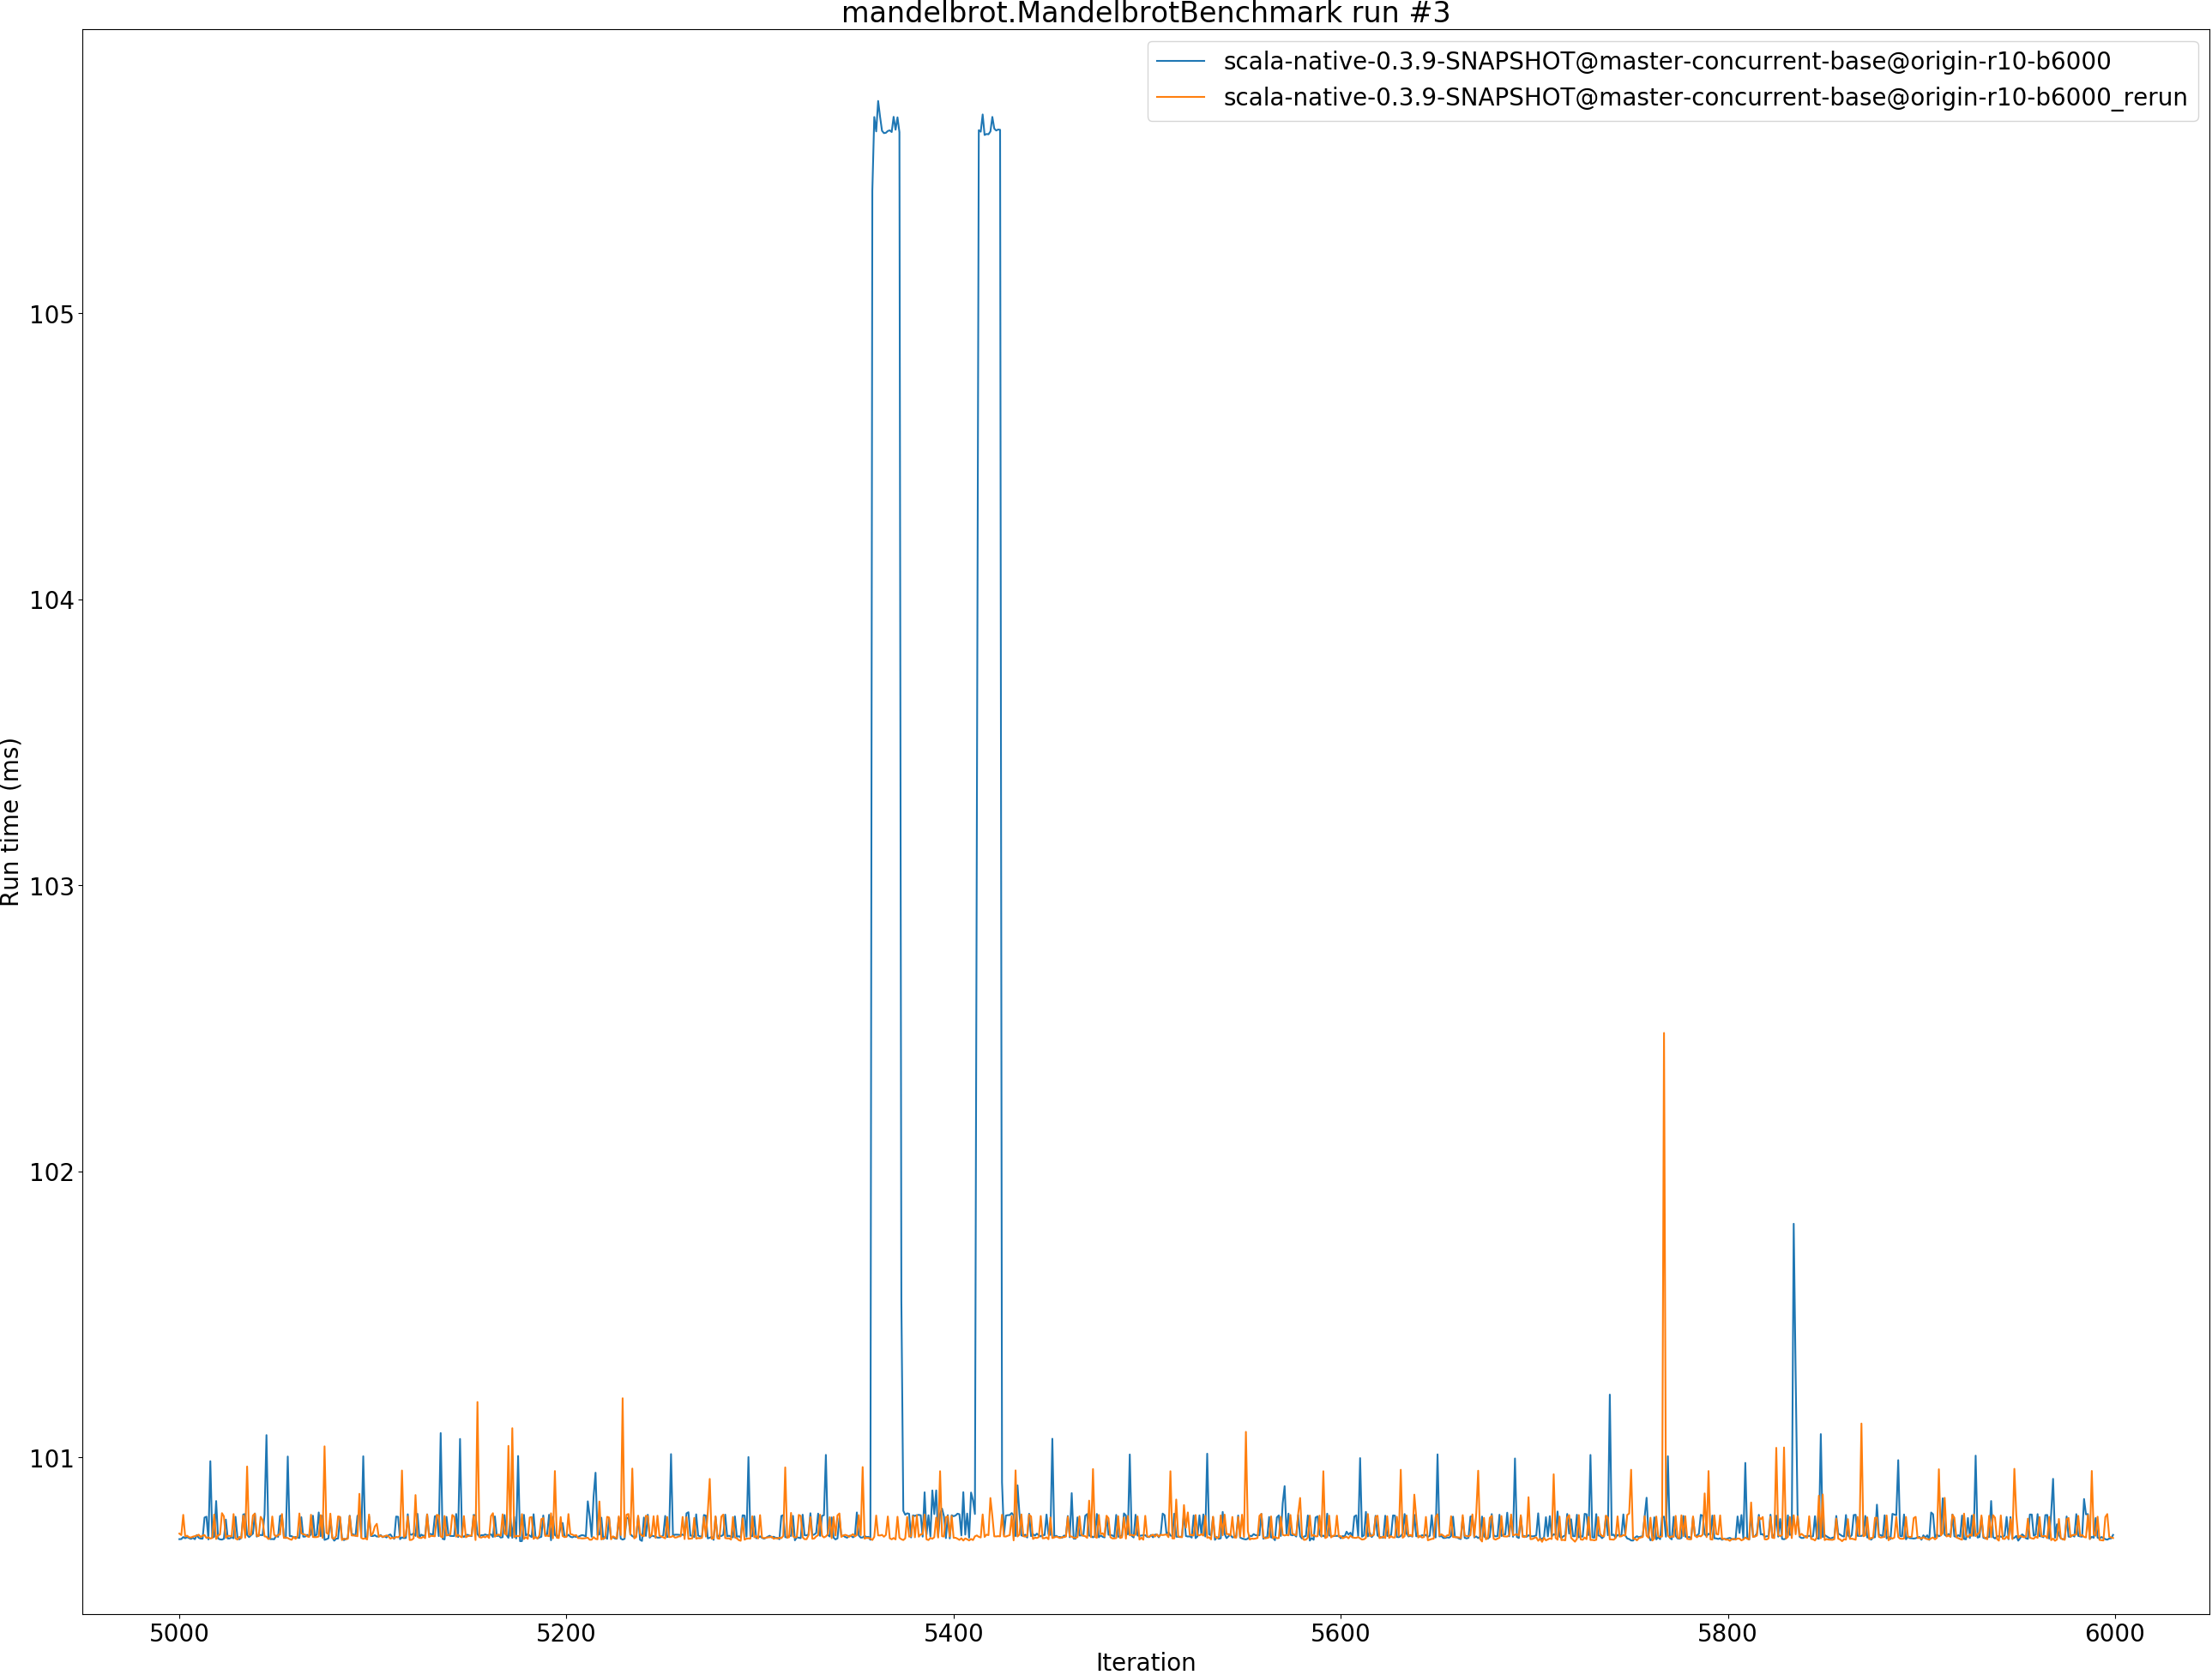 mandelbrot.MandelbrotBenchmark run #3
scala-native-0.3.9-SNAPSHOT@master-concurrent-base@origin-r10-b6000
scala-native-0.3.9-SNAPSHOT@master-concurrent-base@origin-r10-b6000_rerun
Run time (ms)
105
104
103
102
101
5000 5200 5400 5600 5800 6000
Iteration